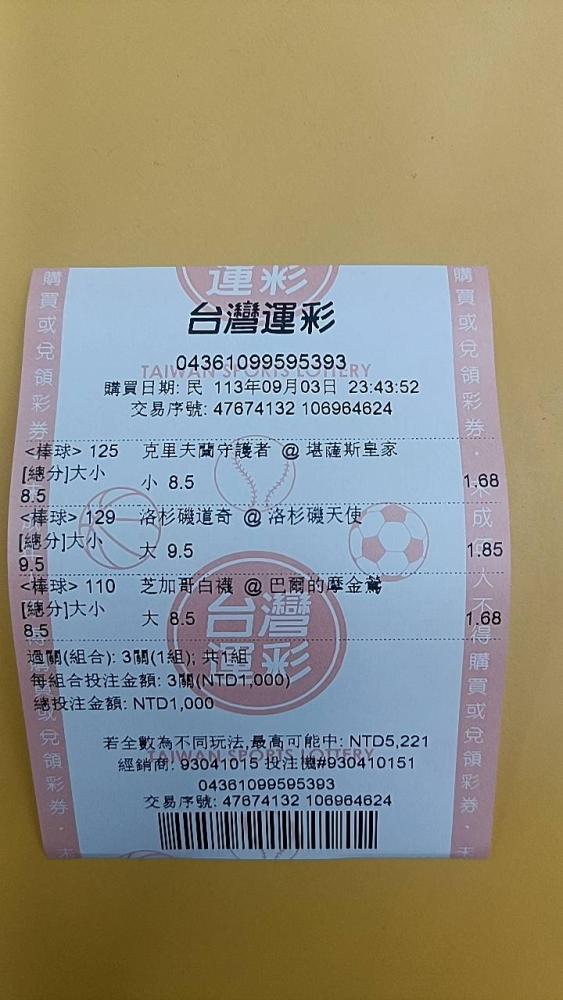 運彩
台灣運彩
04361099595393
TAIWAN SPORTS LOTTERY
購買日期: 民 113年09月03日 23:43:52
交易序號: 47674132 106964624
<棒球> 125 克里夫蘭守護者 @ 堪薩斯皇家
[總分]大小 小 8.5 1.68
8.5
<棒球> 129 洛杉磯道奇 @ 洛杉磯天使
[總分]大小 大 9.5 1.85
9.5
<棒球> 110 芝加哥白襪 @ 巴爾的摩金鶯
[總分]大小 大 8.5 1.68
8.5
台灣運彩
過關(組合): 3關(1組); 共1組
每組合投注金額: 3關(NTD1,000)
總投注金額: NTD1,000
若全數為不同玩法,最高可能中: NTD5,221
TAIWAN SPORTS LOTTERY
經銷商: 93041015 投注機#930410151
04361099595393
交易序號: 47674132 106964624
購買或兌領彩券・未成年人不得購買或兌領彩券・未